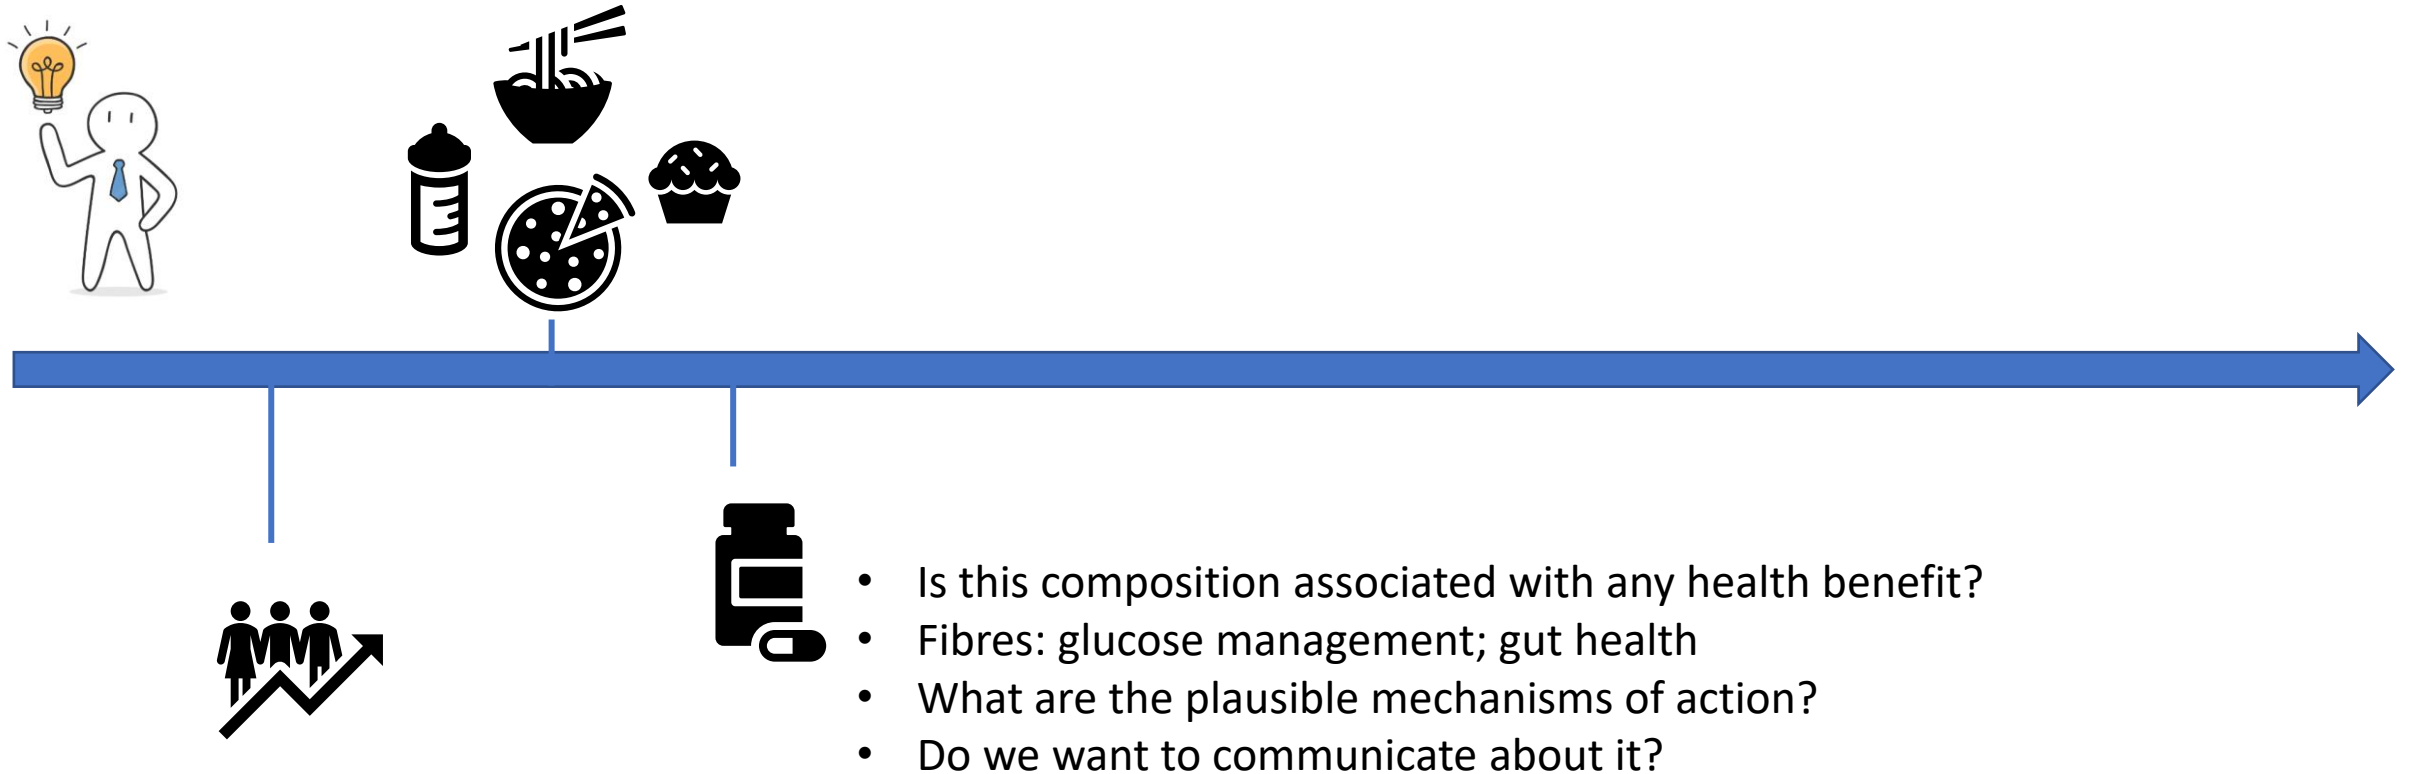 • Is this composition associated with any health benefit?
• Fibres: glucose management; gut health
• What are the plausible mechanisms of action?
• Do we want to communicate about it?